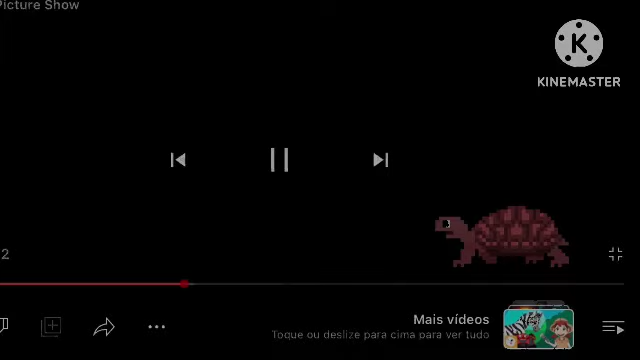 Picture Show
KINEMASTER
2
Mais vídeos
Toque ou deslize para cima para ver tudo